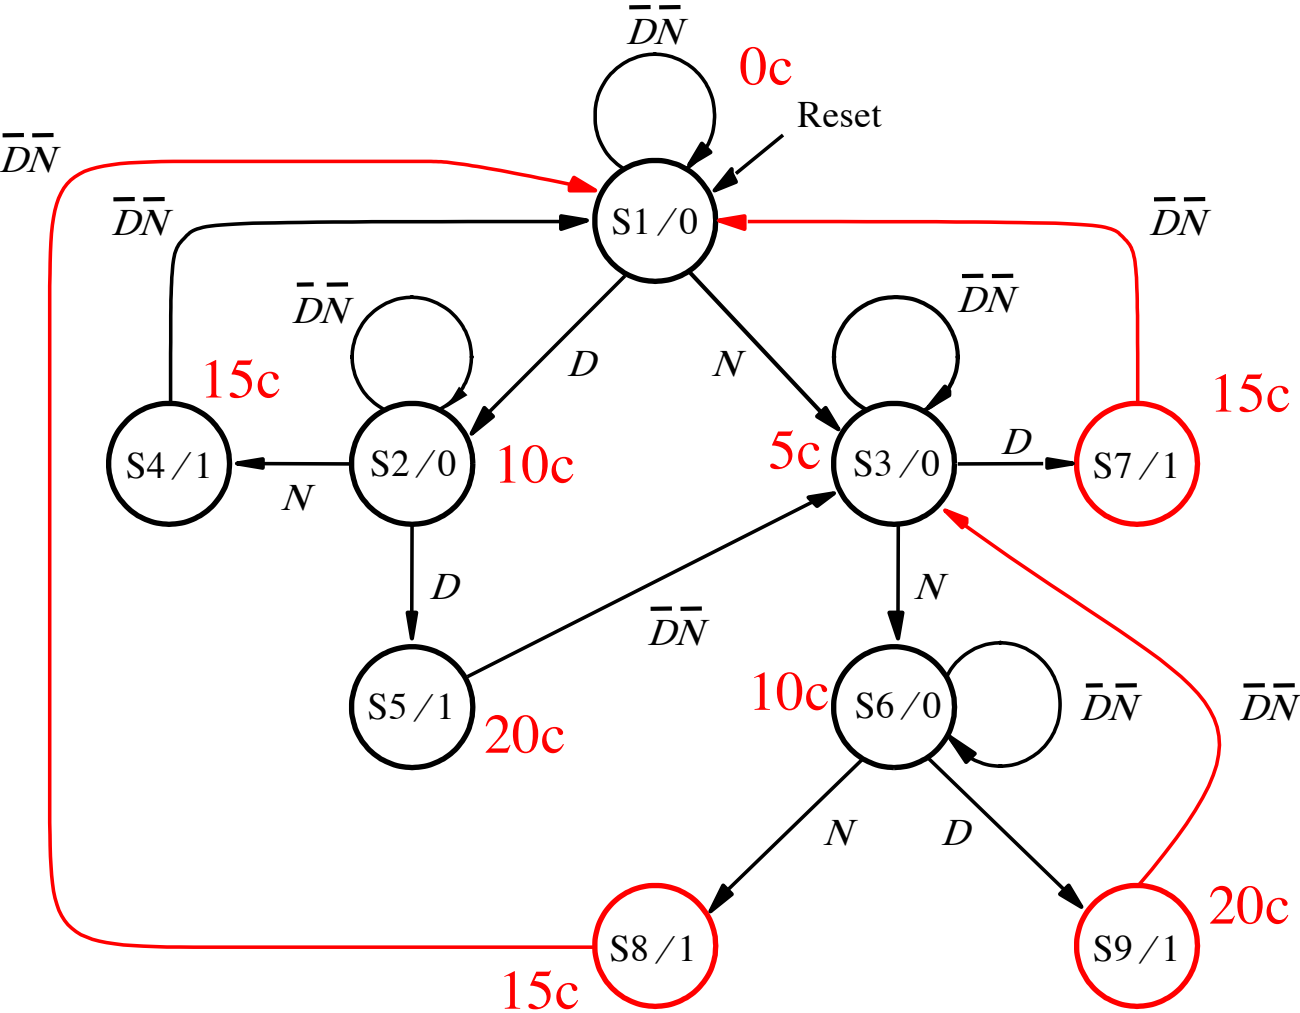 D̅N̅
0c
Reset
D̅N̅
D̅N̅
D̅N̅
S1/0
D̅N̅
D̅N̅
D
N
15c
15c
S4/1
N
S2/0
10c
5c
S3/0
D
S7/1
D
N
D̅N̅
S5/1
20c
10c
S6/0
D̅N̅
D̅N̅
N
D
20c
S8/1
S9/1
15c